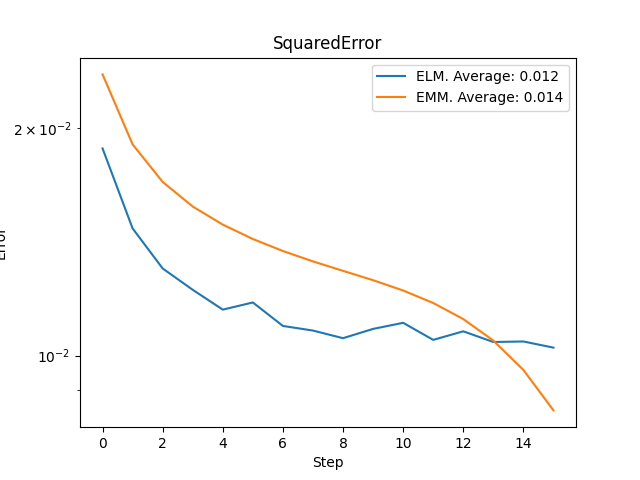 SquaredError
ELM. Average: 0.012
EMM. Average: 0.014
2 × 10⁻²
10⁻²
Error
0 2 4 6 8 10 12 14
Step